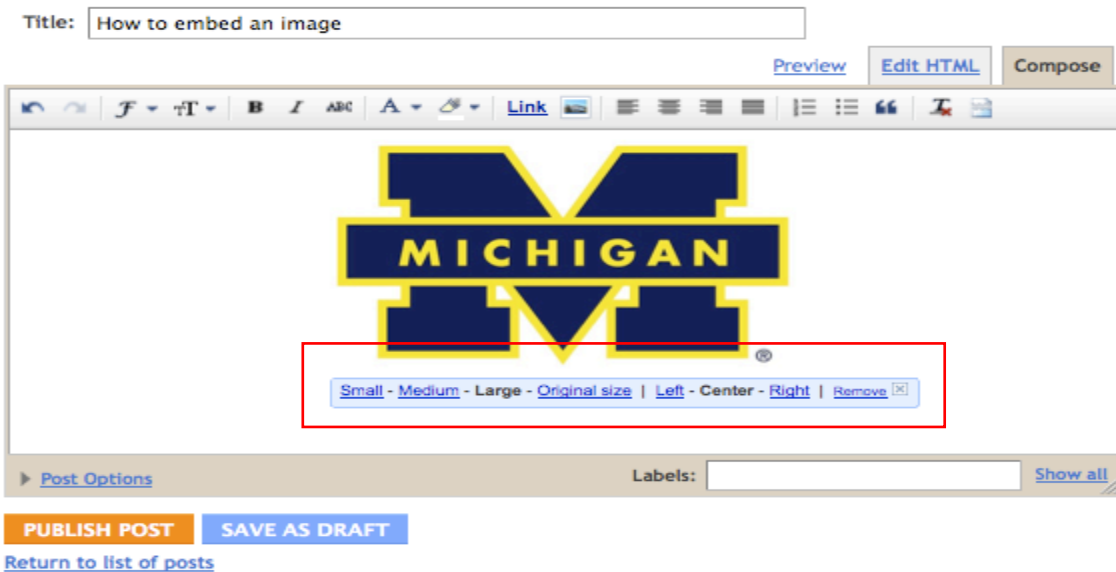 Title: How to embed an image
Preview Edit HTML Compose
F T B I ABC A Link
MICHIGAN
®
Small - Medium - Large - Original size | Left - Center - Right | Remove
Post Options Labels: Show all
PUBLISH POST SAVE AS DRAFT
Return to list of posts